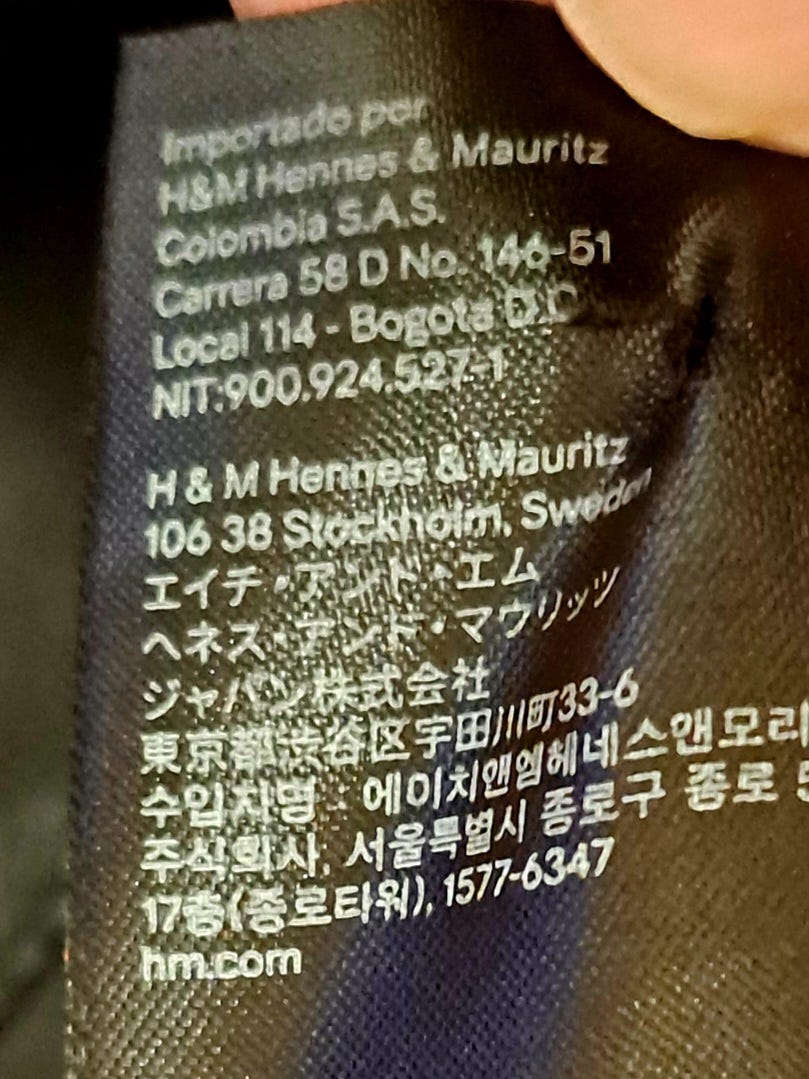 Importado por
H&M Hennes & Mauritz
Colombia S.A.S.
Carrera 58 D No. 146-51
Local 114 - Bogota D.C
NIT:900.924.527-1
H & M Hennes & Mauritz
106 38 Stockholm, Sweden
エイチ・アンド・エム
ヘネス・アンド・マウリッツ
ジャパン株式会社
東京都渋谷区宇田川町33-6
수입자명 : 에이치앤엠헤네스앤모리
주식회사, 서울특별시 종로구 종로 5
17층(종로타워), 1577-6347
hm.com